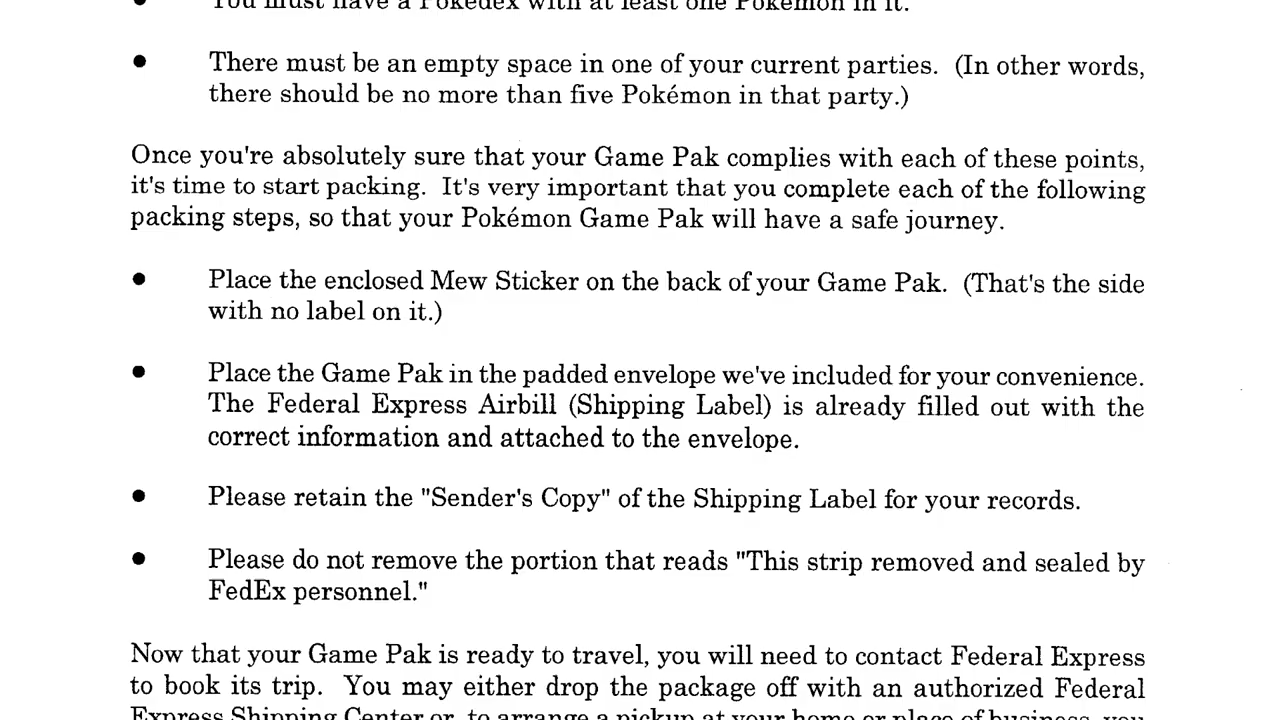 • You must have a Pokédex with at least one Pokémon in it.
• There must be an empty space in one of your current parties. (In other words,
there should be no more than five Pokémon in that party.)
Once you're absolutely sure that your Game Pak complies with each of these points,
it's time to start packing. It's very important that you complete each of the following
packing steps, so that your Pokémon Game Pak will have a safe journey.
• Place the enclosed Mew Sticker on the back of your Game Pak. (That's the side
with no label on it.)
• Place the Game Pak in the padded envelope we've included for your convenience.
The Federal Express Airbill (Shipping Label) is already filled out with the
correct information and attached to the envelope.
• Please retain the "Sender's Copy" of the Shipping Label for your records.
• Please do not remove the portion that reads "This strip removed and sealed by
FedEx personnel."
Now that your Game Pak is ready to travel, you will need to contact Federal Express
to book its trip. You may either drop the package off with an authorized Federal
Express Shipping Center or, to arrange a pickup at your home or place of business, you